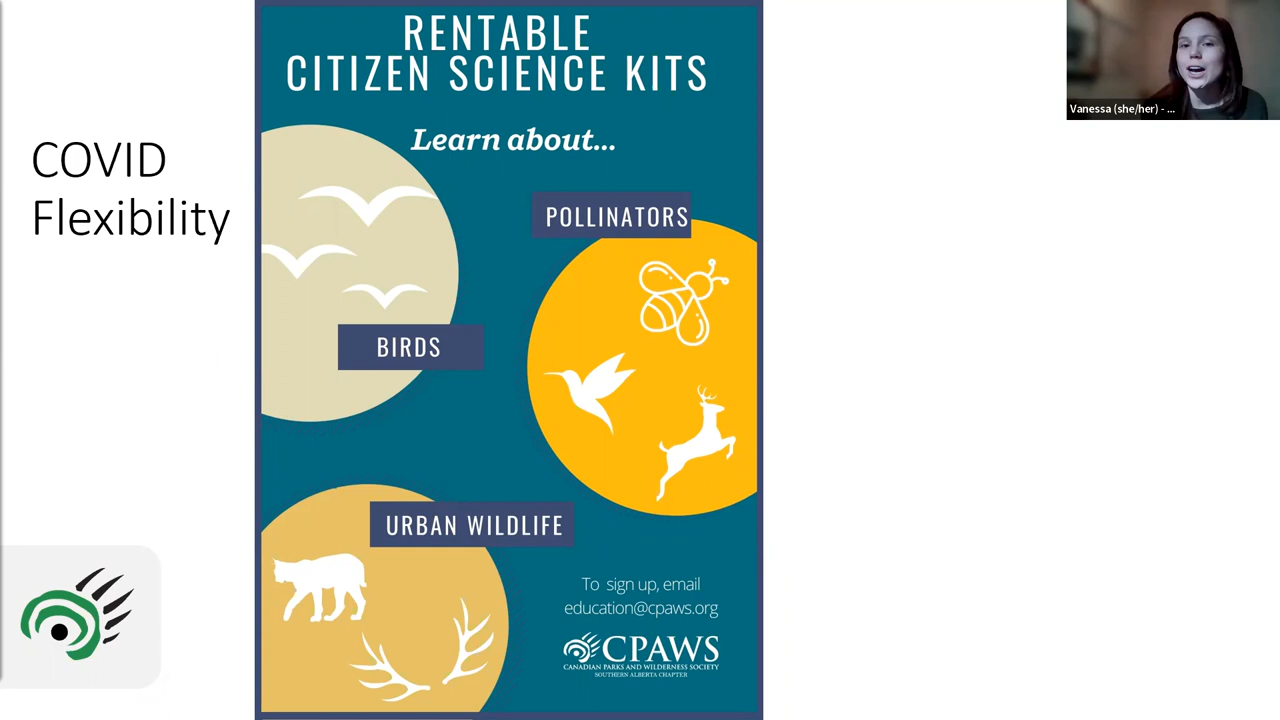 COVID
Flexibility
RENTABLE
CITIZEN SCIENCE KITS
Learn about...
POLLINATORS
BIRDS
URBAN WILDLIFE
To sign up, email
education@cpaws.org
CPAWS
CANADIAN PARKS AND WILDERNESS SOCIETY
SOUTHERN ALBERTA CHAPTER
Vanessa (she/her) - ...